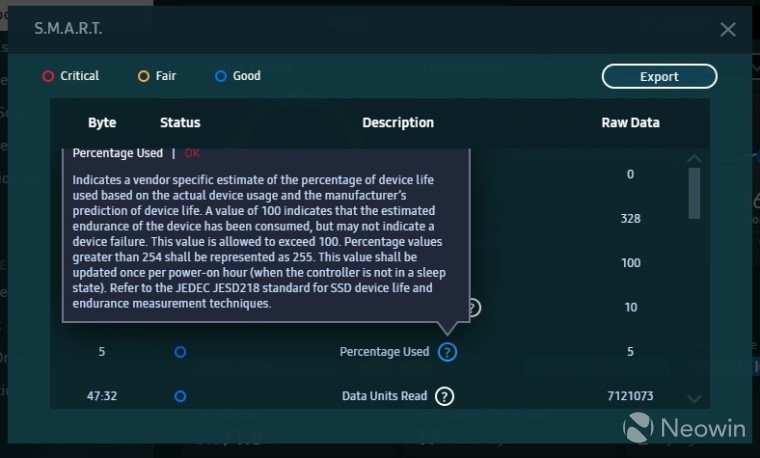 S.M.A.R.T.
Critical Fair Good Export
Byte Status Description Raw Data
Percentage Used | OK
Indicates a vendor specific estimate of the percentage of device life
used based on the actual device usage and the manufacturer's
prediction of device life. A value of 100 indicates that the estimated
endurance of the device has been consumed, but may not indicate a
device failure. This value is allowed to exceed 100. Percentage values
greater than 254 shall be represented as 255. This value shall be
updated once per power-on hour (when the controller is not in a sleep
state). Refer to the JEDEC JESD218 standard for SSD device life and
endurance measurement techniques.
0
328
100
? 10
5 Percentage Used ? 5
47:32 Data Units Read ? 7121073
Neowin